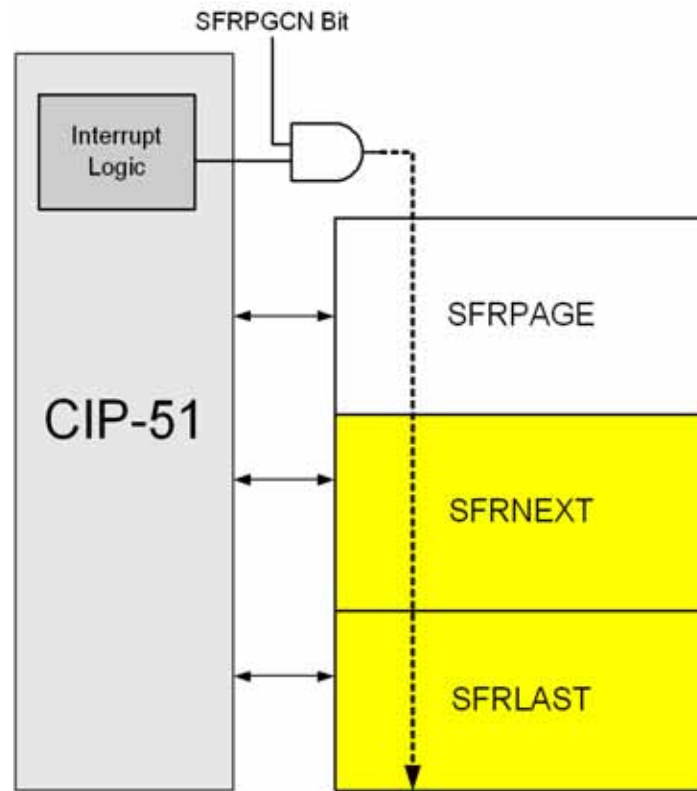 SFRPGCN Bit
Interrupt
Logic
CIP-51
SFRPAGE
SFRNEXT
SFRLAST